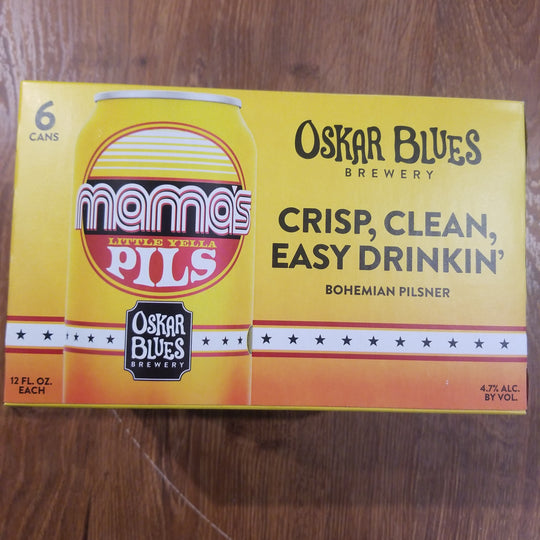 6
CANS
mama's
LITTLE YELLA
PILS
OSKAR
BLUES
BREWERY
12 FL. OZ.
EACH
OSKAR BLUES
BREWERY
CRISP, CLEAN,
EASY DRINKIN'
BOHEMIAN PILSNER
4.7% ALC.
BY VOL.